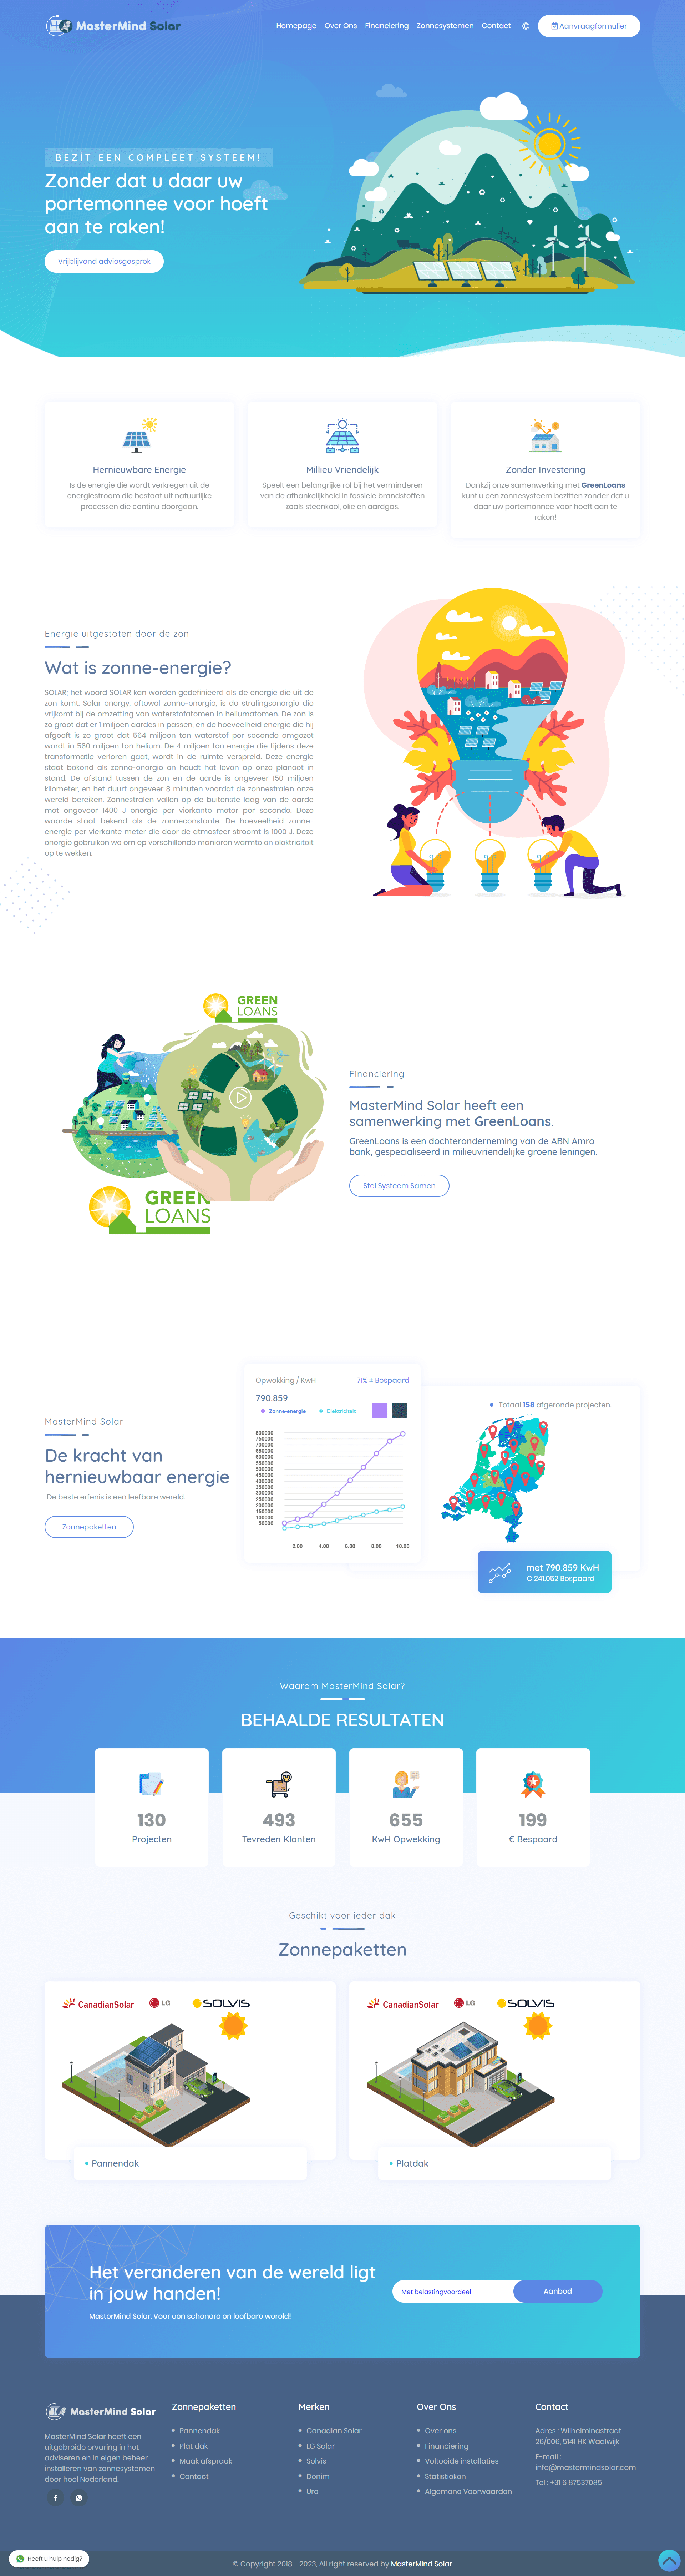 MasterMind Solar
Homepage Over Ons Financiering Zonnesystemen Contact Aanvraagformulier
BEZİT EEN COMPLEET SYSTEEM!
Zonder dat u daar uw
portemonnee voor hoeft
aan te raken!
Vrijblijvend adviesgesprek
Hernieuwbare Energie
Is de energie die wordt verkregen uit de
energiestroom die bestaat uit natuurlijke
processen die continu doorgaan.
Millieu Vriendelijk
Speelt een belangrijke rol bij het verminderen
van de afhankelijkheid in fossiele brandstoffen
zoals steenkool, olie en aardgas.
Zonder Investering
Dankzij onze samenwerking met GreenLoans
kunt u een zonnesysteem bezitten zonder dat u
daar uw portomonnee voor hoeft aan te
raken!
Energie uitgestoten door de zon
Wat is zonne-energie?
SOLAR; het woord SOLAR kan worden gedefinieerd als de energie die uit de
zon komt. Solar energy, oftewel zonne-energie, is de stralingsenergie die
vrijkomt bij de omzetting van waterstofatomen in heliumatomen. De zon is
zo groot dat er 1 miljoen aardes in passen, en de hoeveelheid energie die hij
afgeeft is zo groot dat 564 miljoen ton waterstof per seconde omgezet
wordt in 560 miljoen ton helium. De 4 miljoen ton energie die tijdens deze
transformatie verloren gaat, wordt in de ruimte verspreid. Deze energie
staat bekend als zonne-energie en houdt het leven op onze planeet in
stand. De afstand tussen de zon en de aarde is ongeveer 150 miljoen
kilometer, en het duurt ongeveer 8 minuten voordat de zonnestralen onze
wereld bereiken. Zonnestralen vallen op de buitenste laag van de aarde
met ongeveer 1400 J energie per vierkante meter per seconde. Deze
waarde staat bekend als de zonneconstante. De hoeveelheid zonne-
energie per vierkante meter die door de atmosfeer stroomt is 1000 J. Deze
energie gebruiken we om op verschillende manieren warmte en elektriciteit
op te wekken.
GREEN
LOANS
GREEN
LOANS
Financiering
MasterMind Solar heeft een
samenwerking met GreenLoans.
GreenLoans is een dochteronderneming van de ABN Amro
bank, gespecialiseerd in milieuvriendelijke groene leningen.
Stel Systeem Samen
MasterMind Solar
De kracht van
hernieuwbaar energie
De beste erfenis is een leefbare wereld.
Zonnepaketten
Opwekking / KwH 71% ± Bespaard
790.859
Zonne-energie Elektriciteit
800000
750000
700000
650000
600000
550000
500000
450000
400000
350000
300000
250000
200000
150000
100000
50000
2.00 4.00 6.00 8.00 10.00
Totaal 158 afgeronde projecten.
met 790.859 KwH
€ 241.052 Bespaard
Waarom MasterMind Solar?
BEHAALDE RESULTATEN
130
Projecten
493
Tevreden Klanten
655
KwH Opwekking
199
€ Bespaard
Geschikt voor ieder dak
Zonnepaketten
CanadianSolar LG SOLVIS
Pannendak
CanadianSolar LG SOLVIS
Platdak
Het veranderen van de wereld ligt
in jouw handen!
MasterMind Solar. Voor een schonere en leefbare wereld!
Met belastingvoordeel Aanbod
MasterMind Solar
MasterMind Solar heeft een
uitgebreide ervaring in het
adviseren en in eigen beheer
installeren van zonnesystemen
door heel Nederland.
Zonnepaketten
Pannendak
Plat dak
Maak afspraak
Contact
Merken
Canadian Solar
LG Solar
Solvis
Denim
Ure
Over Ons
Over ons
Financiering
Voltooide installaties
Statistieken
Algemene Voorwaarden
Contact
Adres : Wilhelminastraat
26/006, 5141 HK Waalwijk
E-mail :
info@mastermindsolar.com
Tel : +31 6 87537085
Heeft u hulp nodig?
© Copyright 2018 - 2023, All right reserved by MasterMind Solar